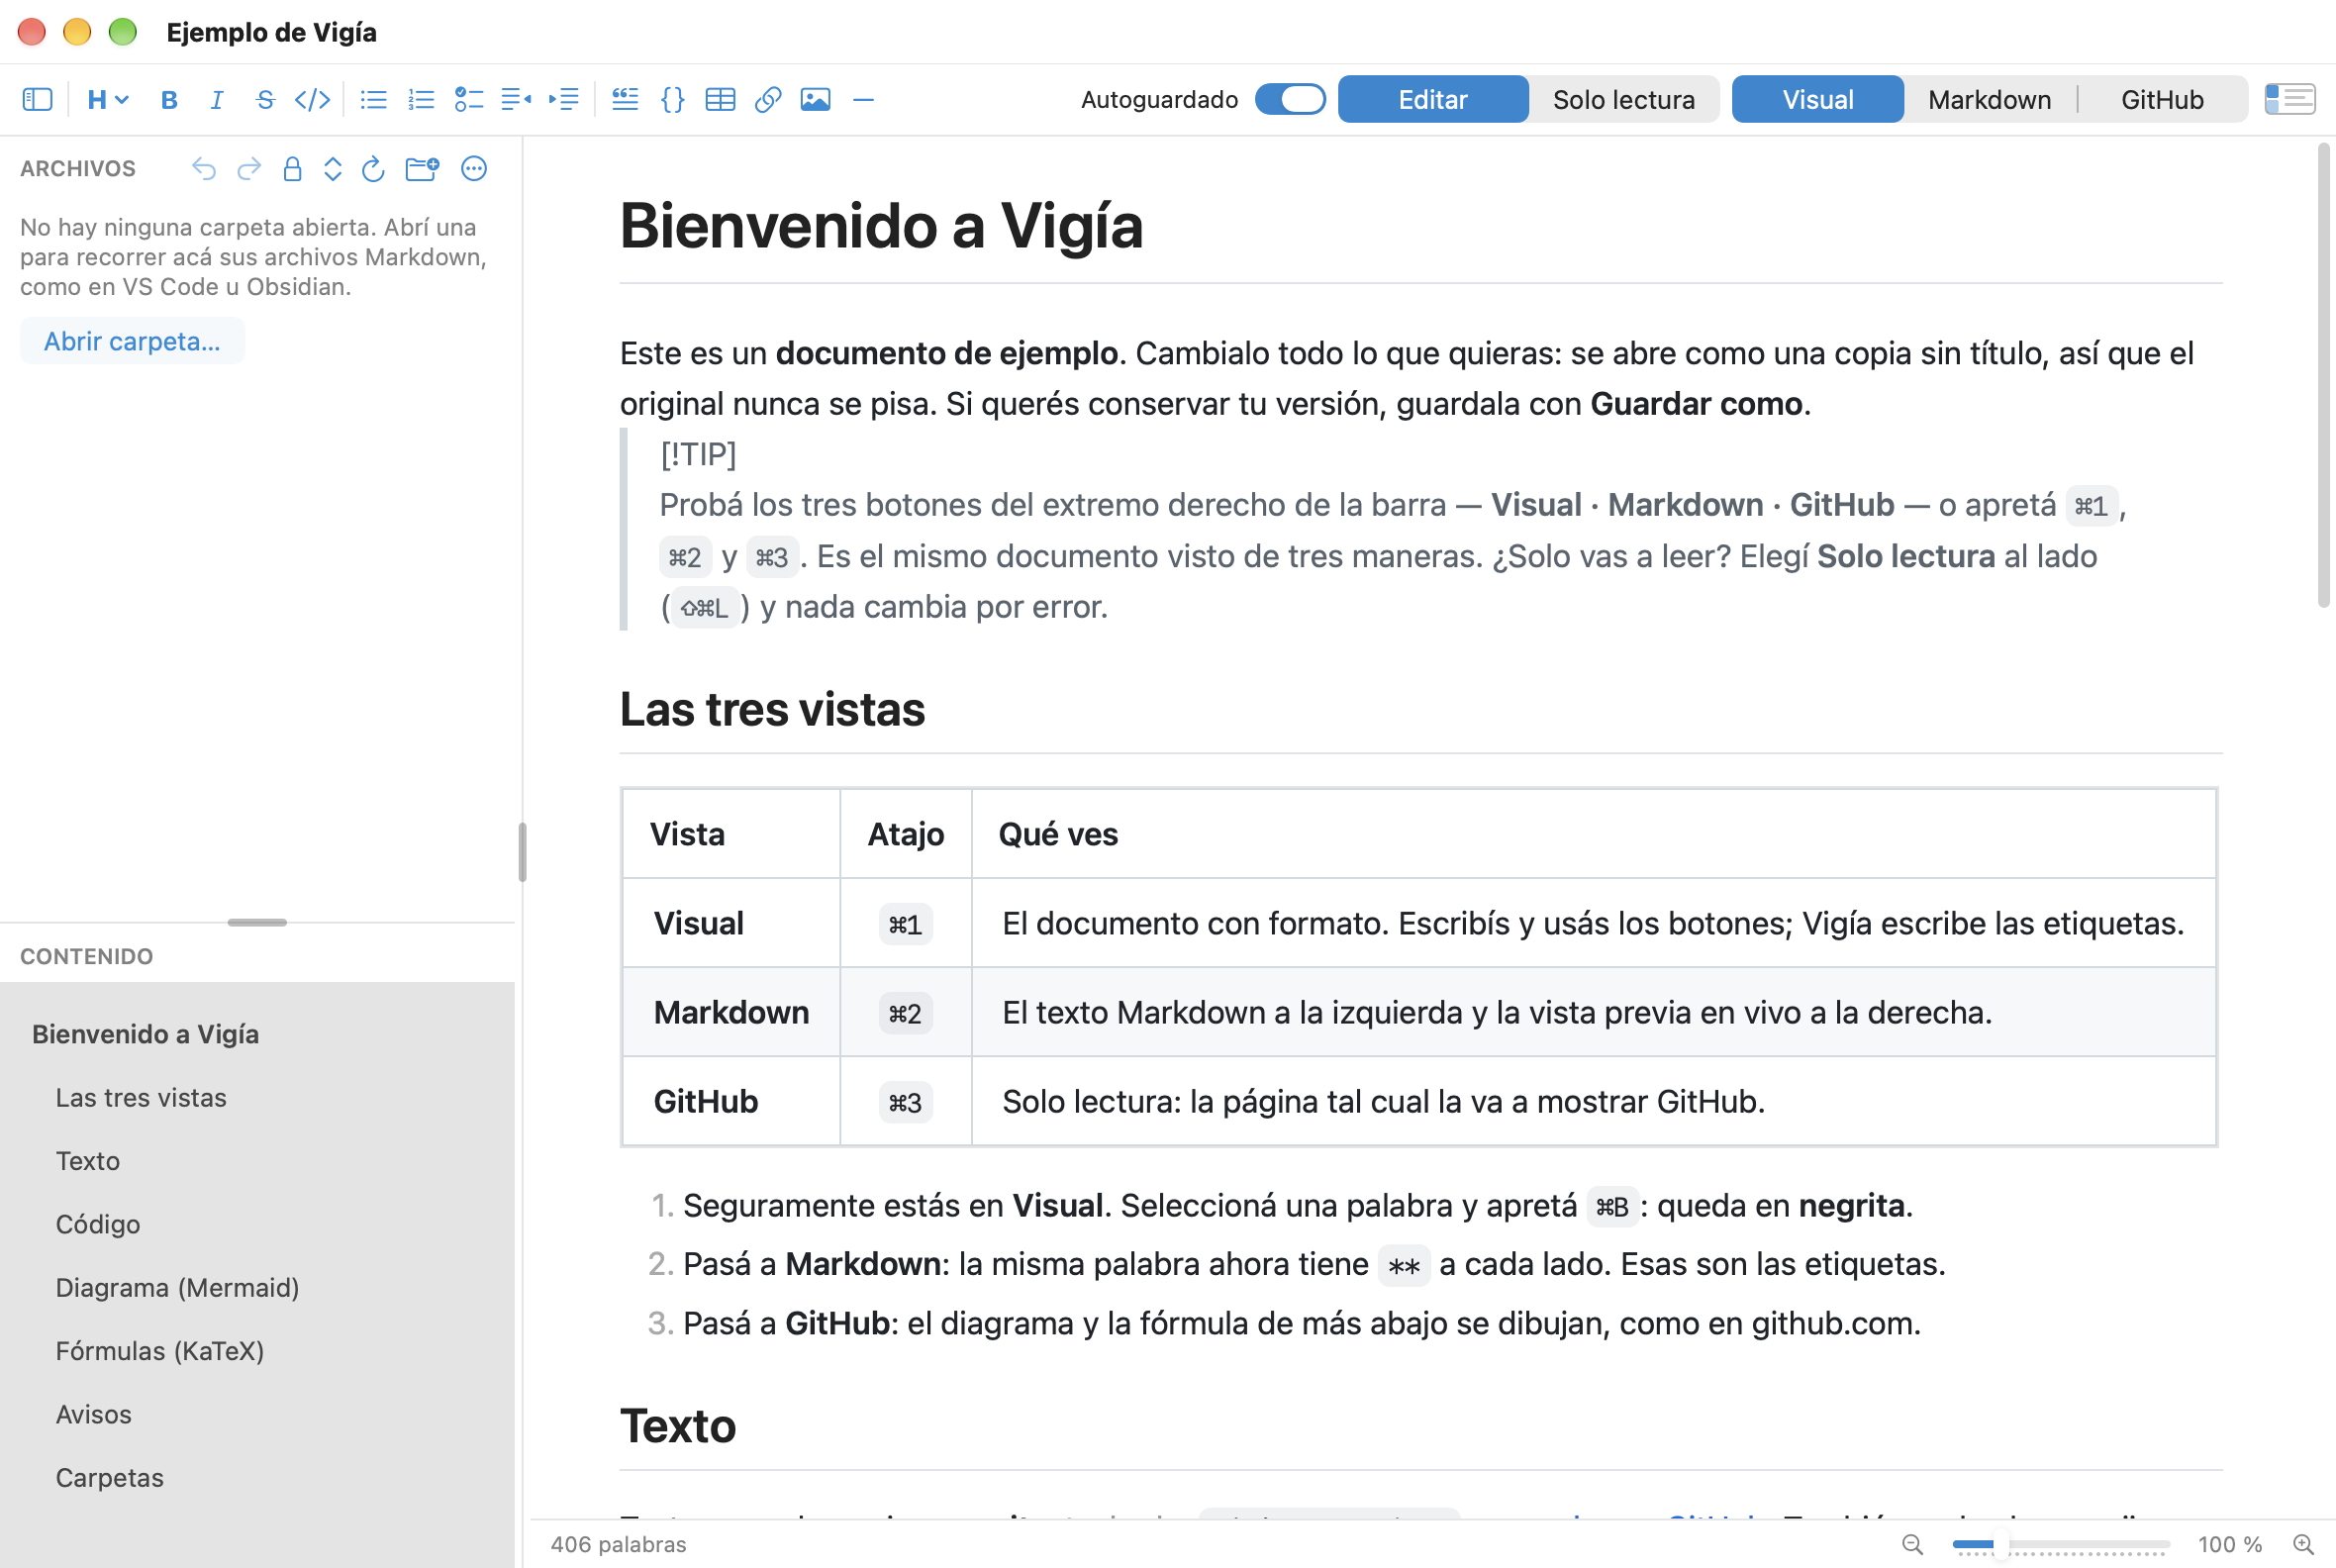 Ejemplo de Vigía
H B I S </>
Autoguardado Editar Solo lectura Visual Markdown GitHub
ARCHIVOS
No hay ninguna carpeta abierta. Abrí una
para recorrer acá sus archivos Markdown,
como en VS Code u Obsidian.
Abrir carpeta...
CONTENIDO
Bienvenido a Vigía
Las tres vistas
Texto
Código
Diagrama (Mermaid)
Fórmulas (KaTeX)
Avisos
Carpetas
Bienvenido a Vigía
Este es un documento de ejemplo. Cambialo todo lo que quieras: se abre como una copia sin título, así que el
original nunca se pisa. Si querés conservar tu versión, guardala con Guardar como.
[!TIP]
Probá los tres botones del extremo derecho de la barra — Visual · Markdown · GitHub — o apretá ⌘1,
⌘2 y ⌘3. Es el mismo documento visto de tres maneras. ¿Solo vas a leer? Elegí Solo lectura al lado
(⇧⌘L) y nada cambia por error.
Las tres vistas
Vista Atajo Qué ves
Visual ⌘1 El documento con formato. Escribís y usás los botones; Vigía escribe las etiquetas.
Markdown ⌘2 El texto Markdown a la izquierda y la vista previa en vivo a la derecha.
GitHub ⌘3 Solo lectura: la página tal cual la va a mostrar GitHub.
1. Seguramente estás en Visual. Seleccioná una palabra y apretá ⌘B: queda en negrita.
2. Pasá a Markdown: la misma palabra ahora tiene ** a cada lado. Esas son las etiquetas.
3. Pasá a GitHub: el diagrama y la fórmula de más abajo se dibujan, como en github.com.
Texto
406 palabras
100 %